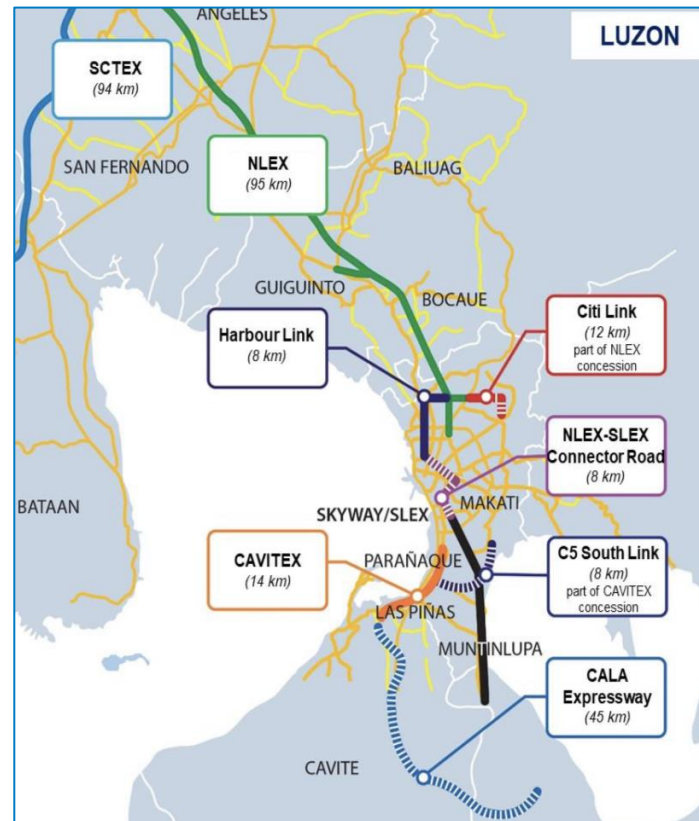 ANGELES
LUZON
SCTEX
(94 km)
SAN FERNANDO
NLEX
(95 km)
BALIUAG
GUIGUINTO
BOCAUE
Harbour Link
(8 km)
Citi Link
(12 km)
part of NLEX
concession
NLEX-SLEX
Connector Road
(8 km)
BATAAN
MAKATI
SKYWAY/SLEX
CAVITEX
(14 km)
PARAÑAQUE
C5 South Link
(8 km)
part of CAVITEX
concession
LAS PIÑAS
MUNTINLUPA
CALA
Expressway
(45 km)
CAVITE